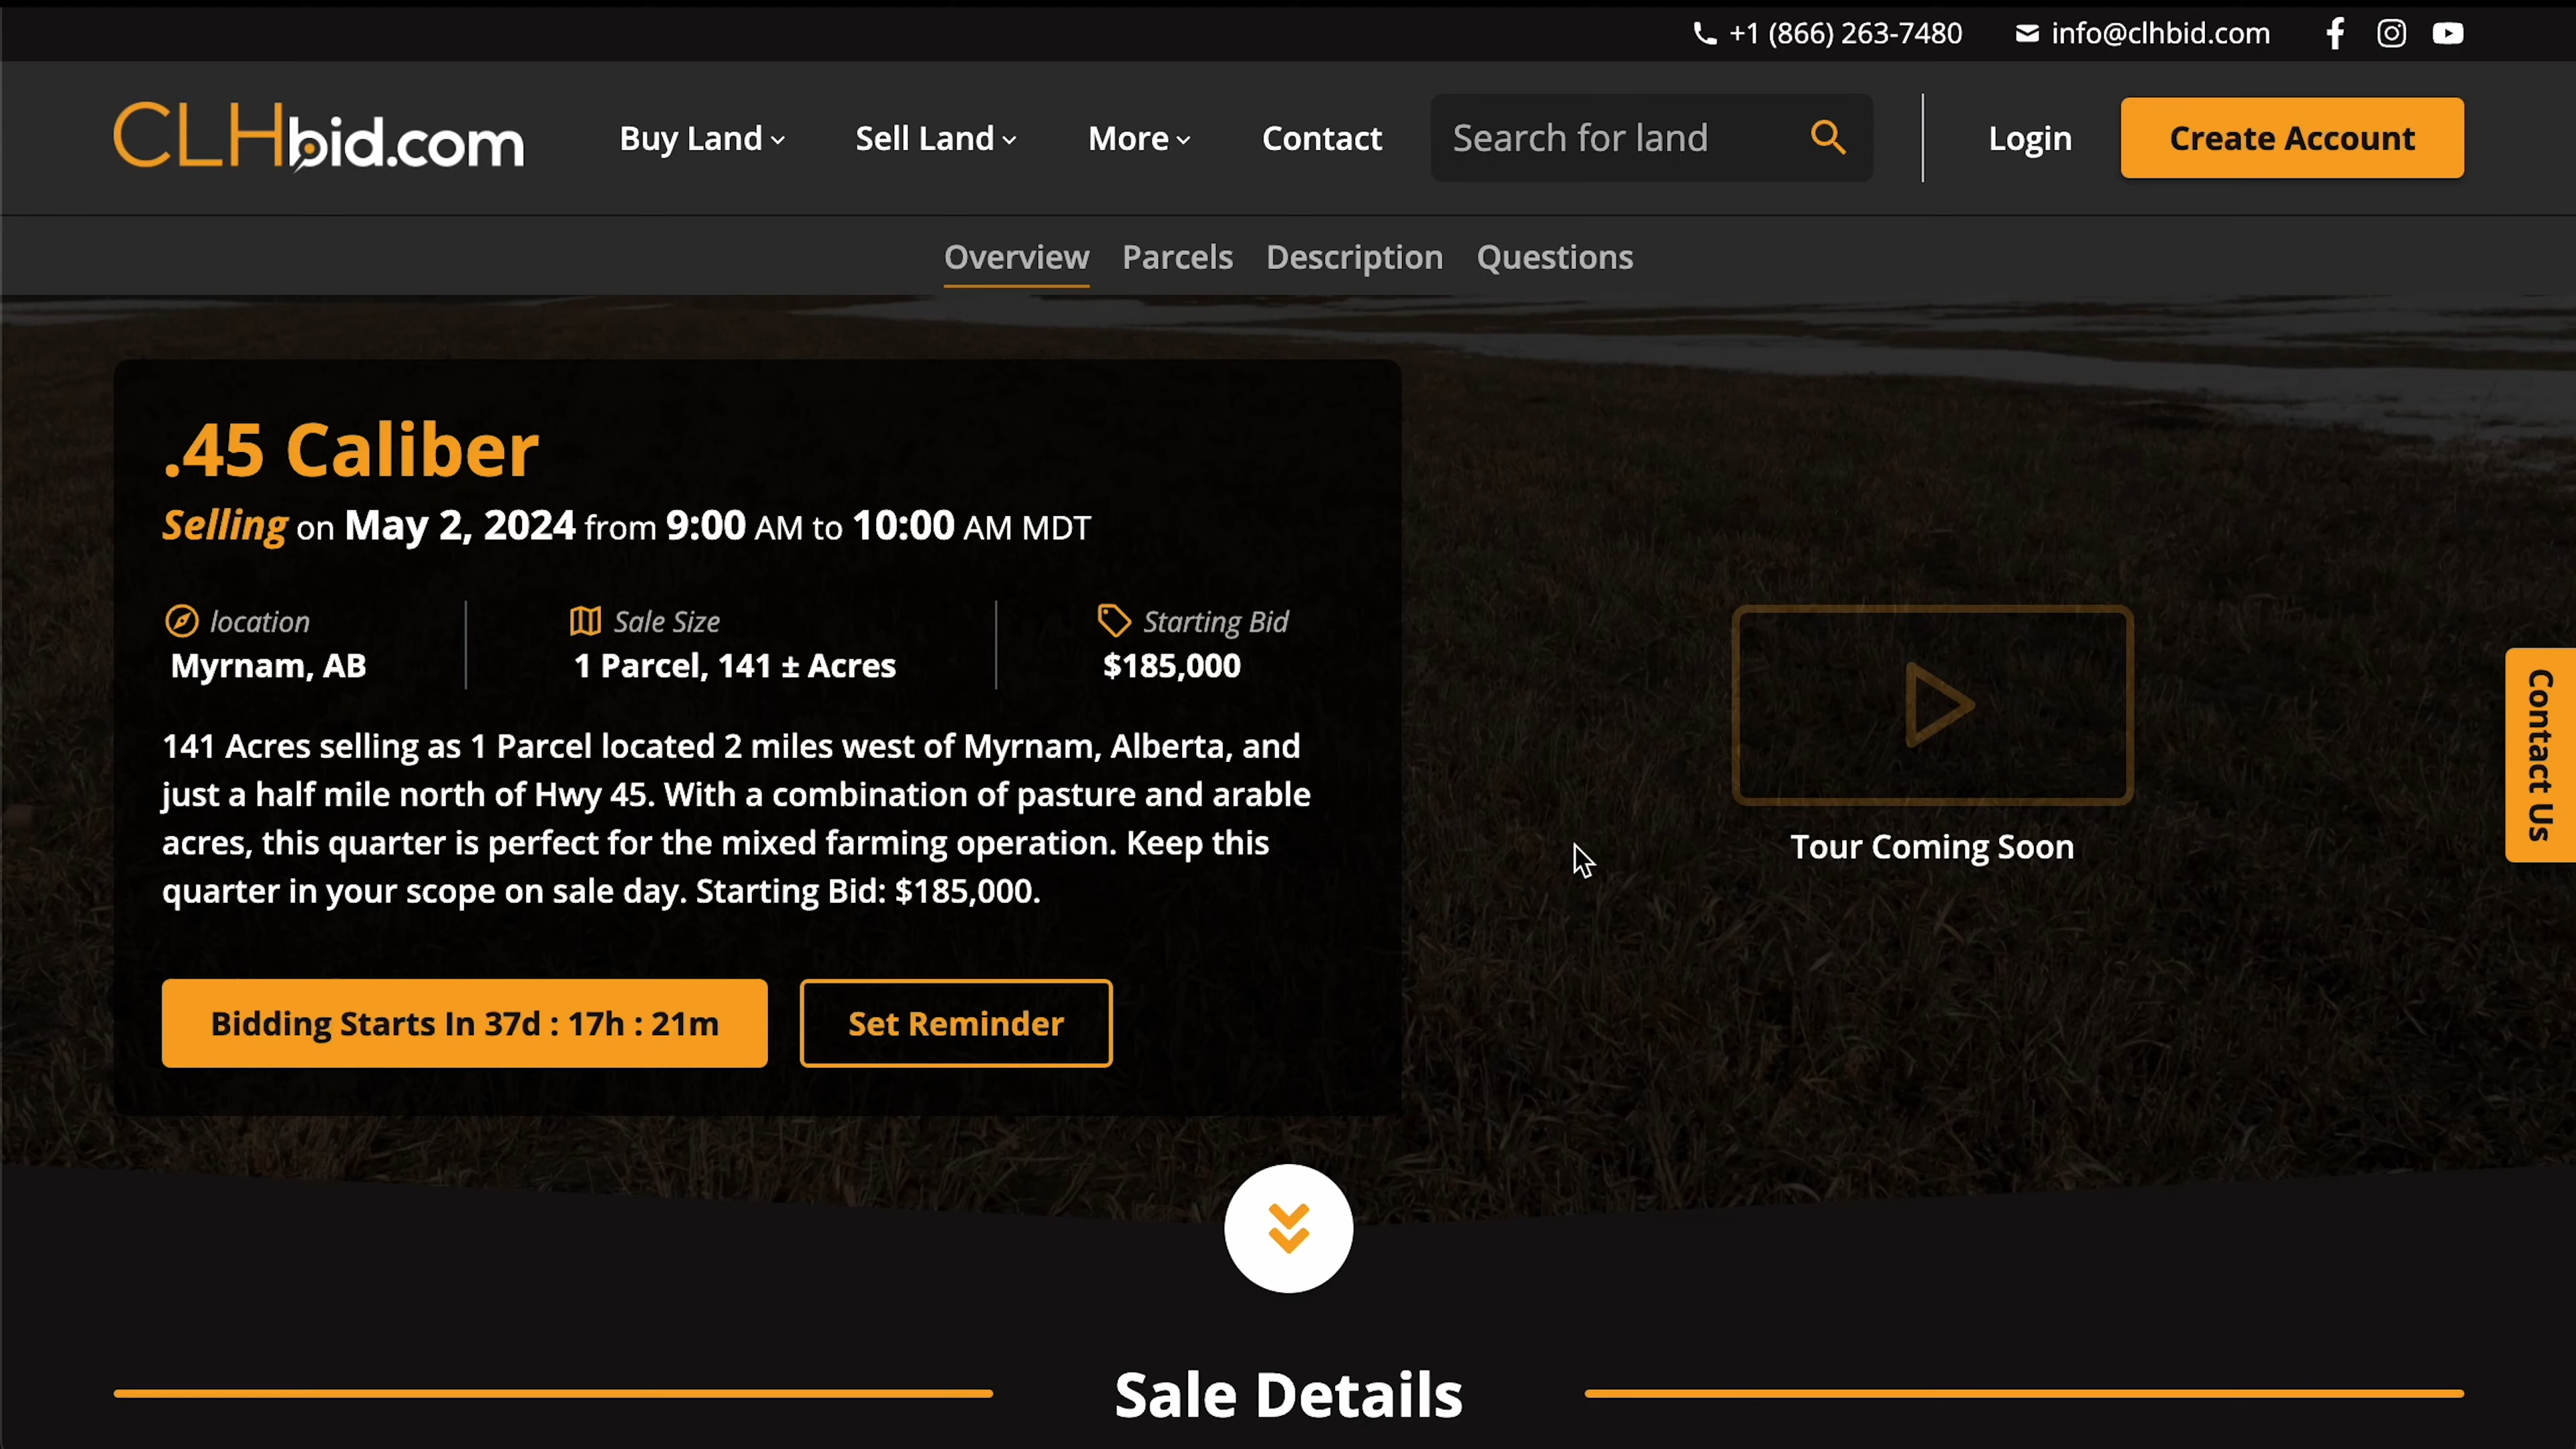 +1 (866) 263-7480 info@clhbid.com
CLHbid.com Buy Land Sell Land More Contact Search for land Login Create Account
Overview Parcels Description Questions
.45 Caliber
Selling on May 2, 2024 from 9:00 AM to 10:00 AM MDT
location Sale Size Starting Bid
Myrnam, AB 1 Parcel, 141 ± Acres $185,000
141 Acres selling as 1 Parcel located 2 miles west of Myrnam, Alberta, and
just a half mile north of Hwy 45. With a combination of pasture and arable
acres, this quarter is perfect for the mixed farming operation. Keep this
quarter in your scope on sale day. Starting Bid: $185,000.
Tour Coming Soon
Contact Us
Bidding Starts In 37d : 17h : 21m Set Reminder
Sale Details